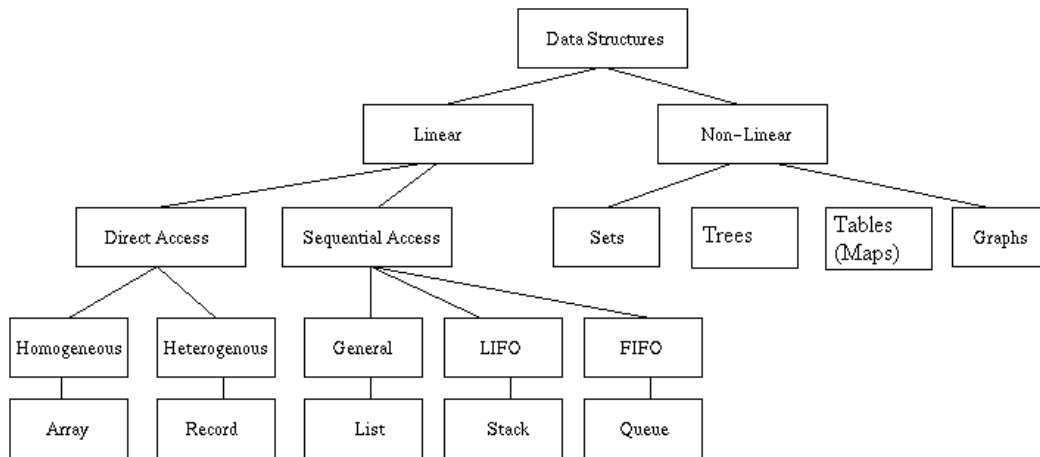 Data Structures
Linear
Non-Linear
Direct Access
Sequential Access
Sets
Trees
Tables
(Maps)
Graphs
Homogeneous
Heterogenous
General
LIFO
FIFO
Array
Record
List
Stack
Queue